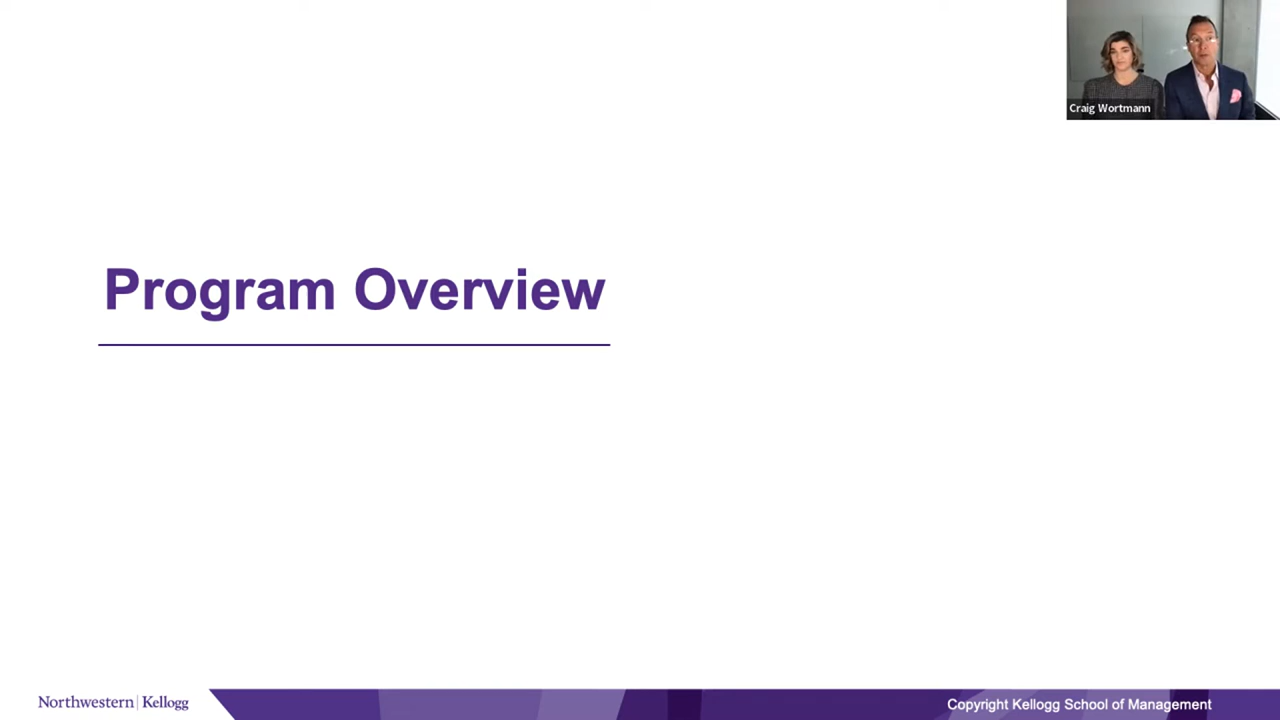 Craig Wortmann
Program Overview
Northwestern | Kellogg
Copyright Kellogg School of Management